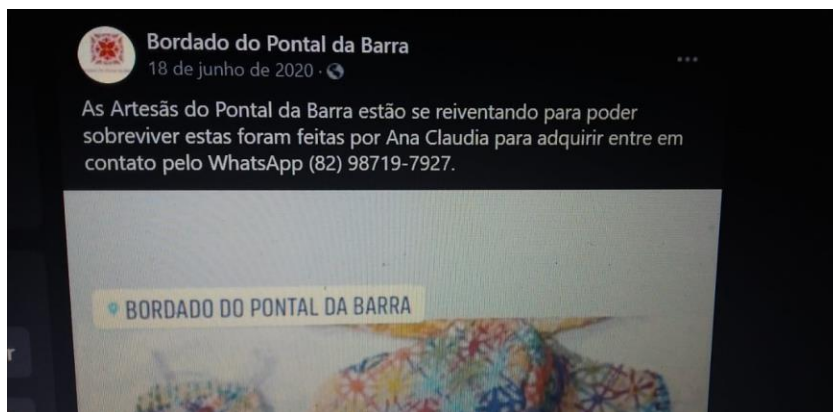 Bordado do Pontal da Barra
18 de junho de 2020 ·
As Artesãs do Pontal da Barra estão se reiventando para poder
sobreviver estas foram feitas por Ana Claudia para adquirir entre em
contato pelo WhatsApp (82) 98719-7927.
BORDADO DO PONTAL DA BARRA